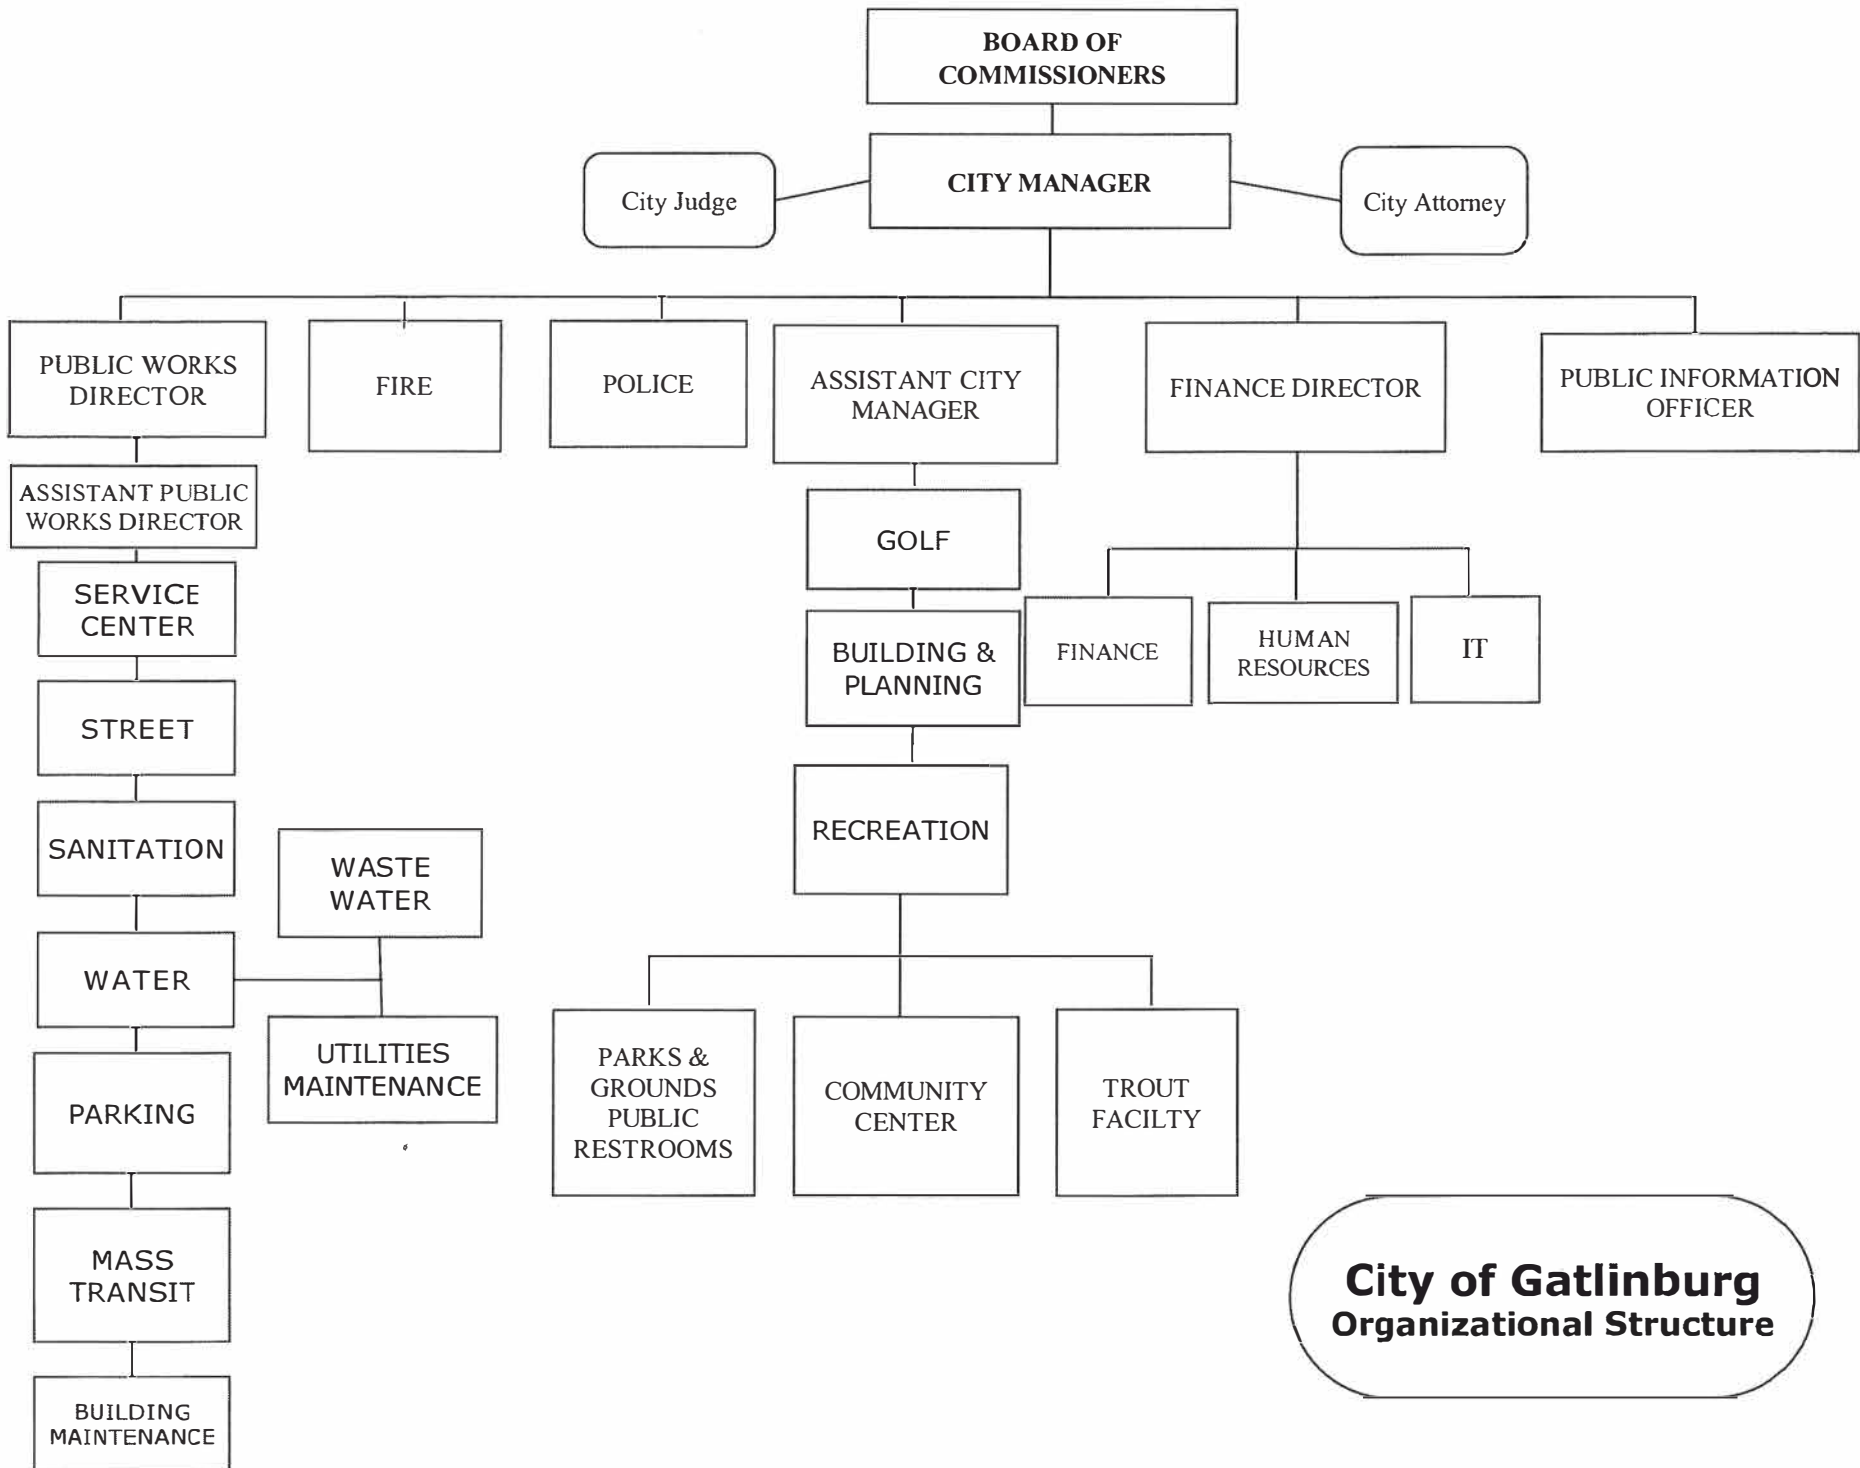 BOARD OF
COMMISSIONERS
CITY MANAGER
City Judge
City Attorney
PUBLIC WORKS
DIRECTOR
FIRE
POLICE
ASSISTANT CITY
MANAGER
FINANCE DIRECTOR
PUBLIC INFORMATION
OFFICER
ASSISTANT PUBLIC
WORKS DIRECTOR
GOLF
SERVICE
CENTER
BUILDING &
PLANNING
FINANCE
HUMAN
RESOURCES
IT
STREET
RECREATION
SANITATION
WASTE
WATER
WATER
UTILITIES
MAINTENANCE
PARKS &
GROUNDS
PUBLIC
RESTROOMS
COMMUNITY
CENTER
TROUT
FACILTY
PARKING
MASS
TRANSIT
BUILDING
MAINTENANCE
City of Gatlinburg
Organizational Structure